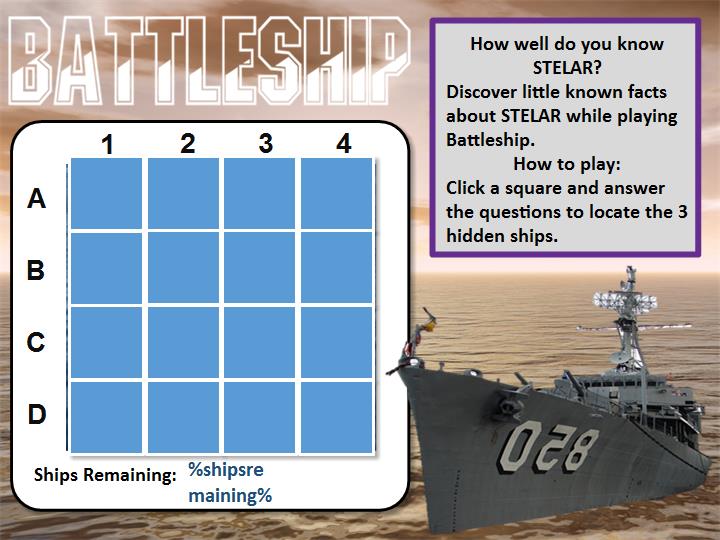 BATTLESHIP
How well do you know
STELAR?
Discover little known facts
about STELAR while playing
Battleship.
How to play:
Click a square and answer
the questions to locate the 3
hidden ships.
1 2 3 4
A
B
C
D
Ships Remaining: %shipsre
maining%
028